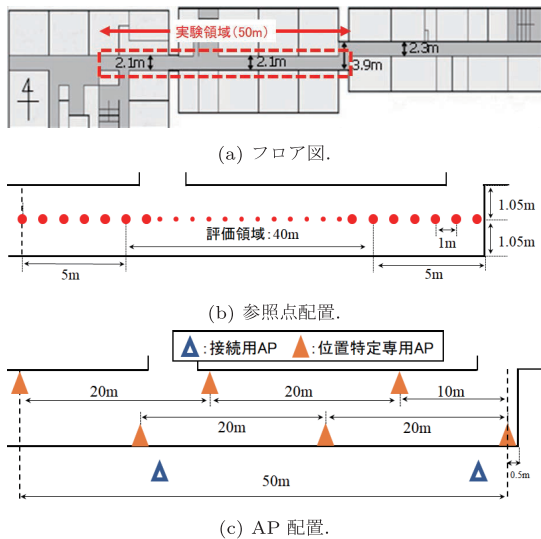 実験領域（50m）
2.1m
2.1m
2.3m
3.9m
4
(a) フロア図.
1.05m
評価領域:40m
1.05m
1m
5m
5m
(b) 参照点配置.
:接続用AP :位置特定専用AP
20m
20m
10m
20m
20m
50m
0.5m
(c) AP 配置.